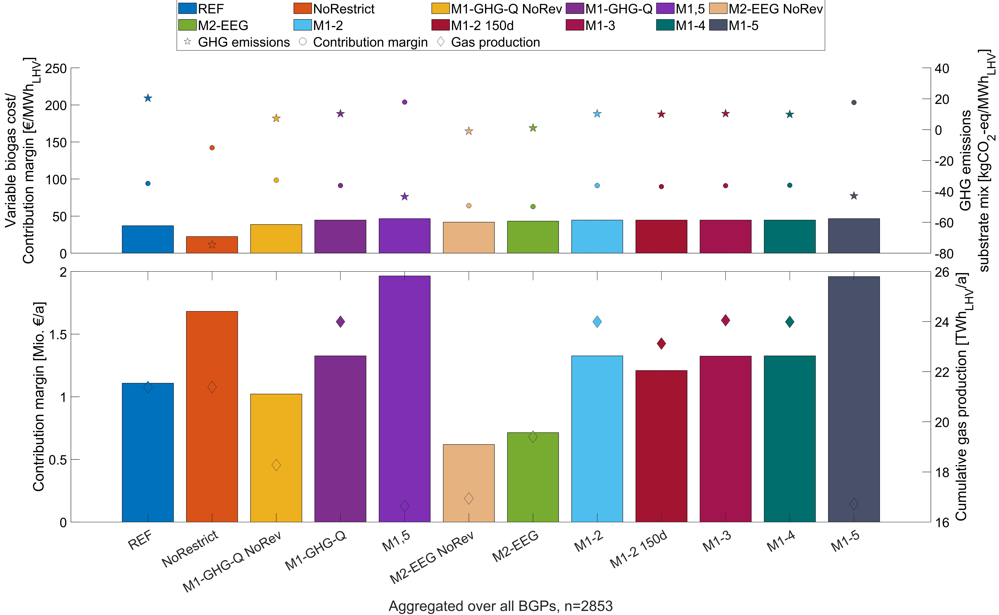 REF NoRestrict M1-GHG-Q NoRev M1-GHG-Q M1,5 M2-EEG NoRev
M2-EEG M1-2 M1-2 150d M1-3 M1-4 M1-5
GHG emissions Contribution margin Gas production
Variable biogas cost/
Contribution margin [€/MWh_LHV]
250
200
150
100
50
0
40
20
0
-20
-40
-60
-80
GHG emissions
substrate mix [kgCO2-eq/MWh_LHV]
Contribution margin [Mio. €/a]
2
1.5
1
0.5
0
26
24
22
20
18
16
Cumulative gas production [TWh_LHV/a]
REF
NoRestrict
M1-GHG-Q NoRev
M1-GHG-Q
M1,5
M2-EEG NoRev
M2-EEG
M1-2
M1-2 150d
M1-3
M1-4
M1-5
Aggregated over all BGPs, n=2853